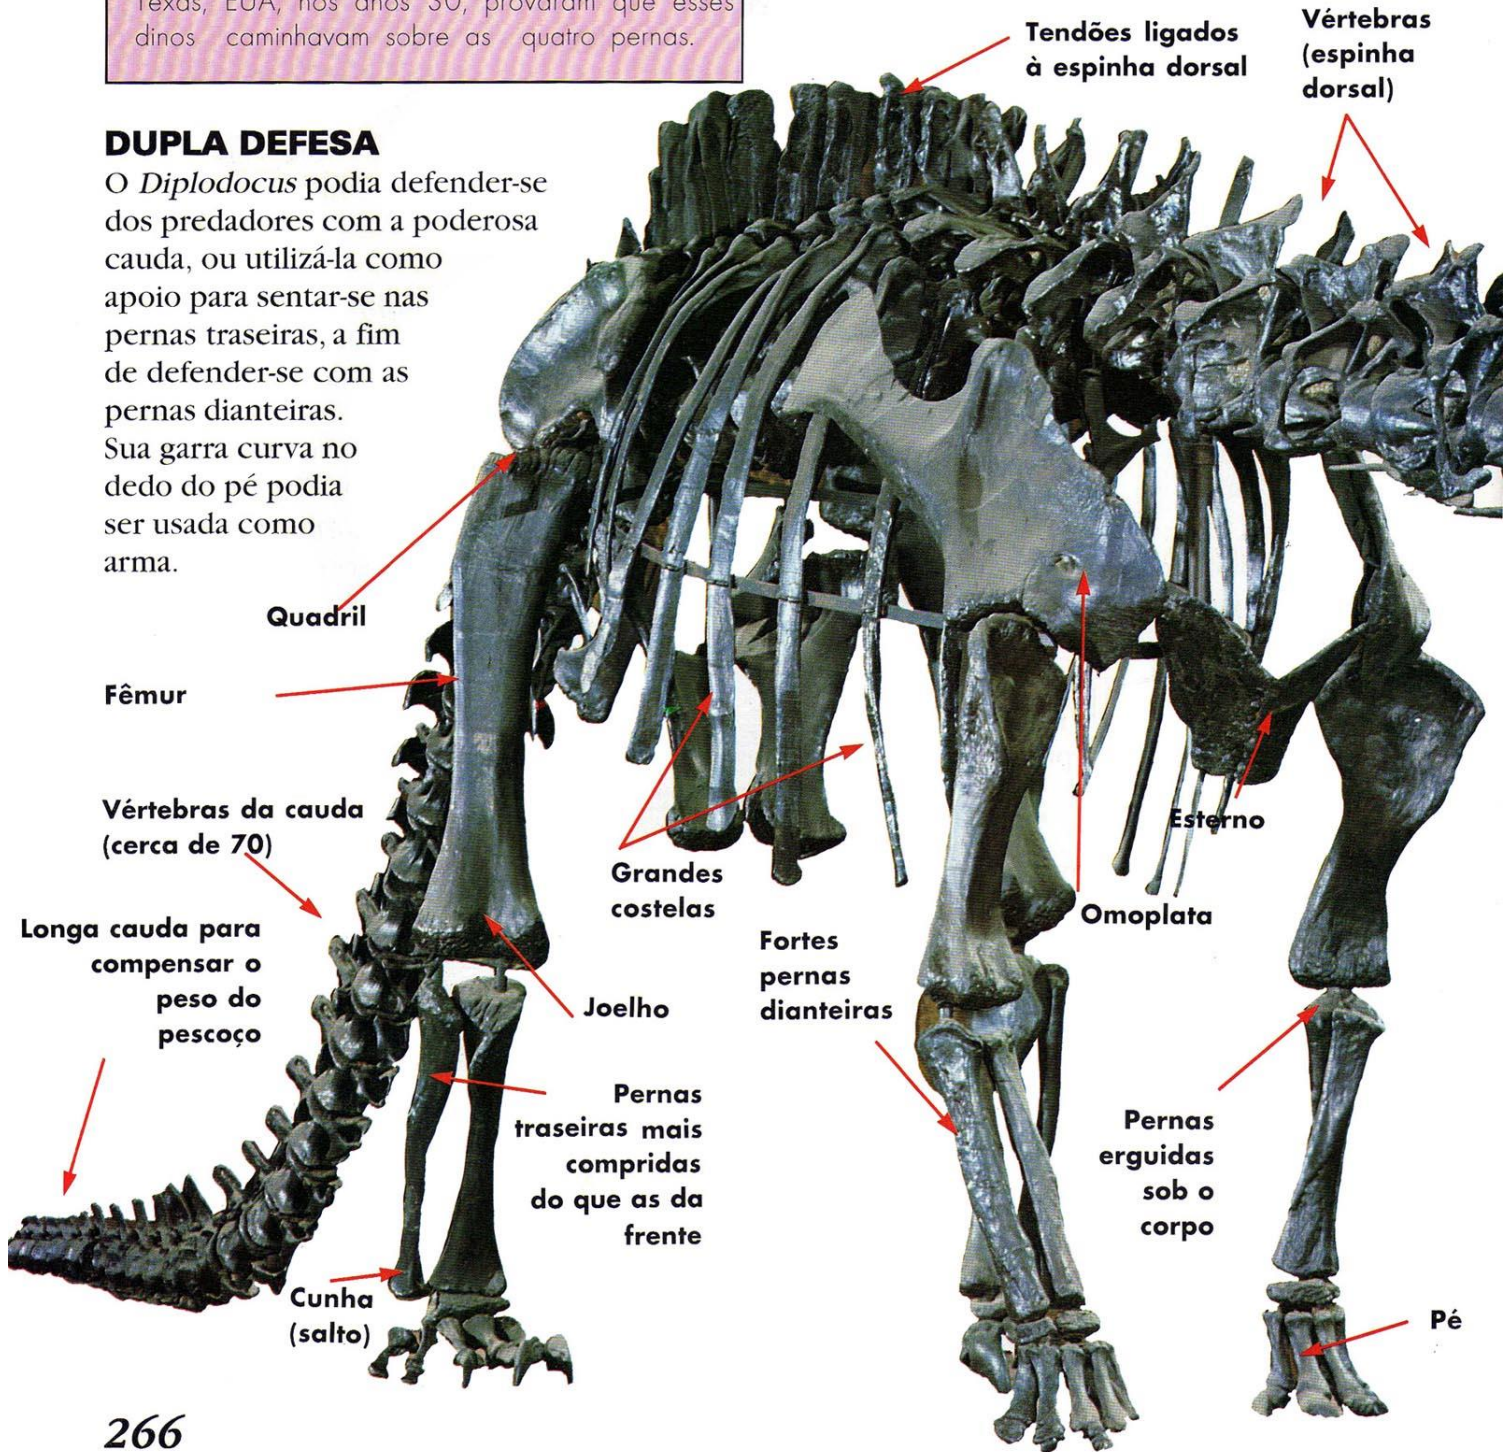 Texas, EUA, nos anos 30, provaram que esses
dinos caminhavam sobre as quatro pernas.
DUPLA DEFESA
O Diplodocus podia defender-se
dos predadores com a poderosa
cauda, ou utilizá-la como
apoio para sentar-se nas
pernas traseiras, a fim
de defender-se com as
pernas dianteiras.
Sua garra curva no
dedo do pé podia
ser usada como
arma.
Tendões ligados
à espinha dorsal
Vértebras
(espinha
dorsal)
Quadril
Fêmur
Vértebras da cauda
(cerca de 70)
Longa cauda para
compensar o
peso do
pescoço
Grandes
costelas
Joelho
Pernas
traseiras mais
compridas
do que as da
frente
Cunha
(salto)
Fortes
pernas
dianteiras
Omoplata
Esterno
Pernas
erguidas
sob o
corpo
Pé
266